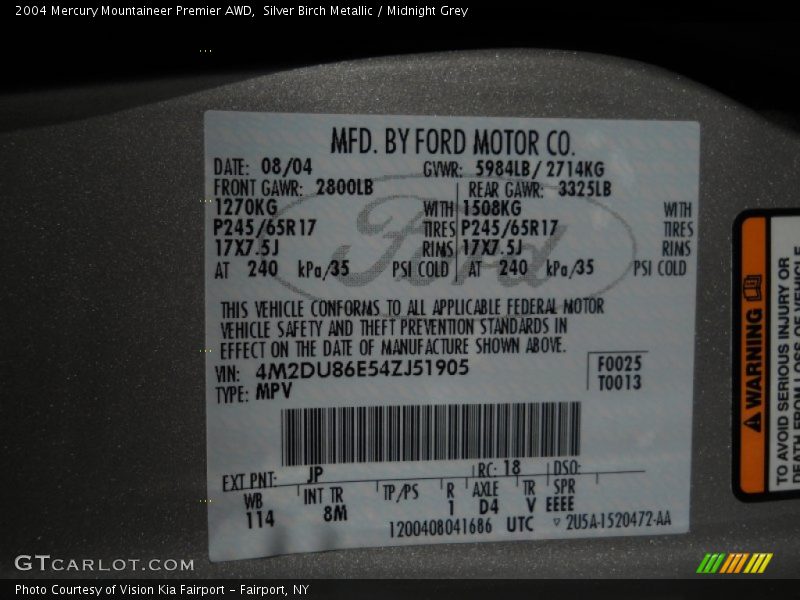 2004 Mercury Mountaineer Premier AWD, Silver Birch Metallic / Midnight Grey
MFD. BY FORD MOTOR CO.
DATE: 08/04 GVWR: 5984LB/ 2714KG
FRONT GAWR: 2800LB REAR GAWR: 3325LB
1270KG WITH 1508KG WITH
P245/65R17 TIRES P245/65R17 TIRES
17X7.5J RIMS 17X7.5J RIMS
AT 240 kPa/35 PSI COLD AT 240 kPa/35 PSI COLD
Ford
THIS VEHICLE CONFORMS TO ALL APPLICABLE FEDERAL MOTOR
VEHICLE SAFETY AND THEFT PREVENTION STANDARDS IN
EFFECT ON THE DATE OF MANUFACTURE SHOWN ABOVE.
VIN: 4M2DU86E54ZJ51905 F0025
TYPE: MPV T0013
EXT PNT: JP RC: 18 DSO:
WB INT TR TP/PS R AXLE TR SPR
114 8M 1 D4 V EEEE
1200408041686 UTC ▽ 2U5A-1520472-AA
WARNING
TO AVOID SERIOUS INJURY OR
DEATH FROM LOSS OF VEHICLE
GTCARLOT.COM
Photo Courtesy of Vision Kia Fairport - Fairport, NY